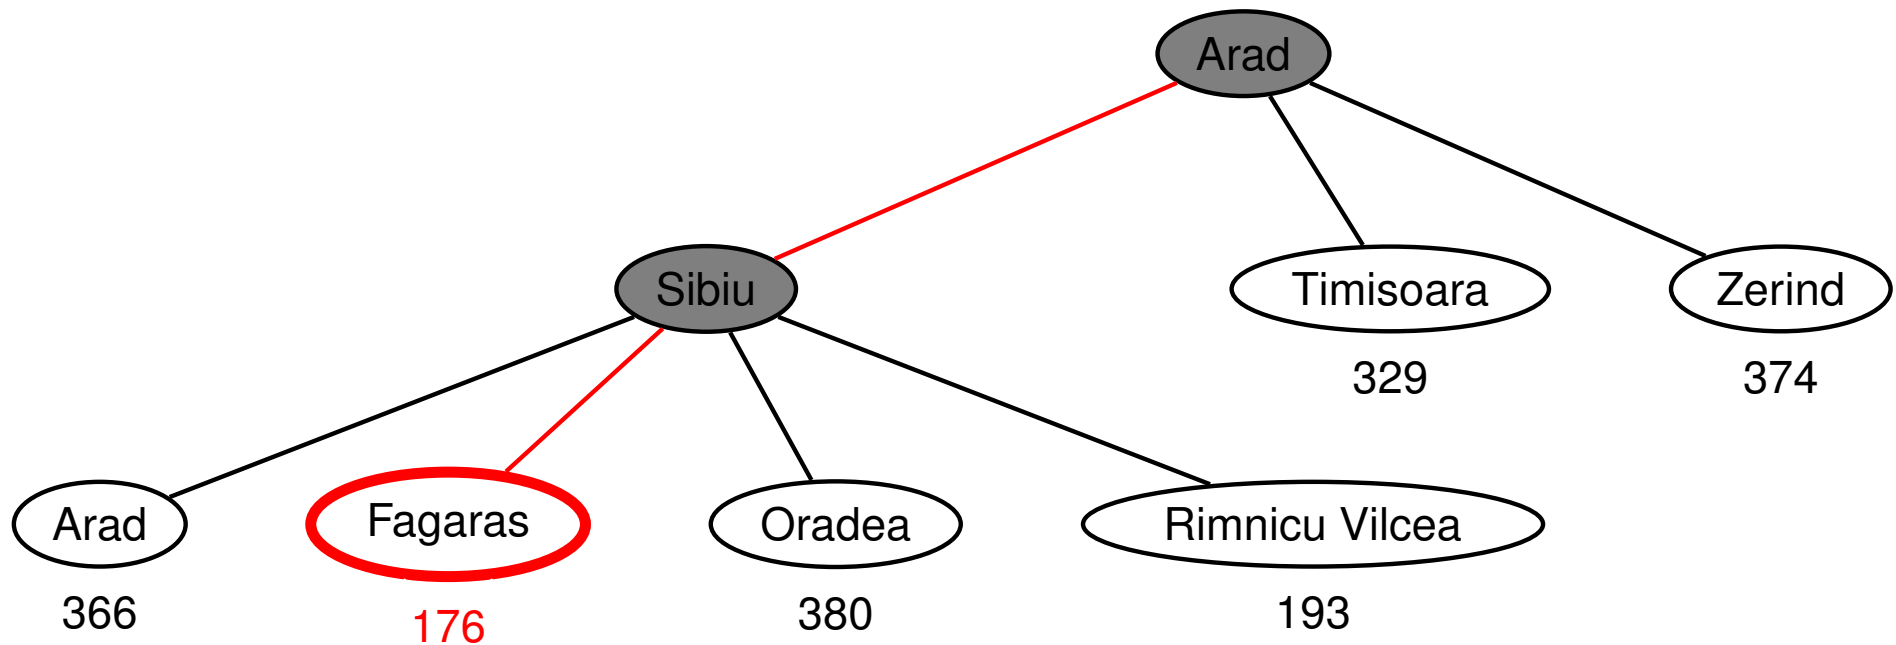 Arad
Sibiu
Timisoara
Zerind
329
374
Arad
Fagaras
Oradea
Rimnicu Vilcea
366
176
380
193